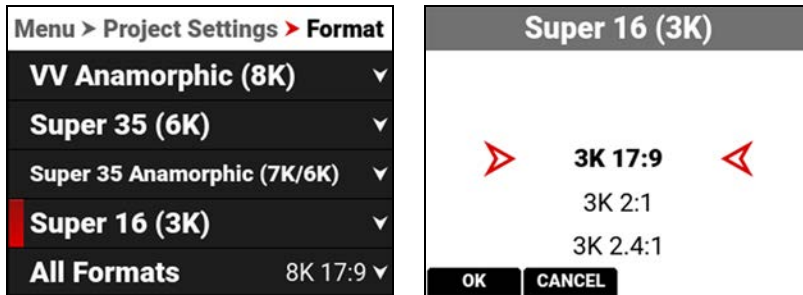 Menu > Project Settings > Format
VV Anamorphic (8K)
Super 35 (6K)
Super 35 Anamorphic (7K/6K)
Super 16 (3K)
All Formats 8K 17:9
Super 16 (3K)
3K 17:9
3K 2:1
3K 2.4:1
OK CANCEL